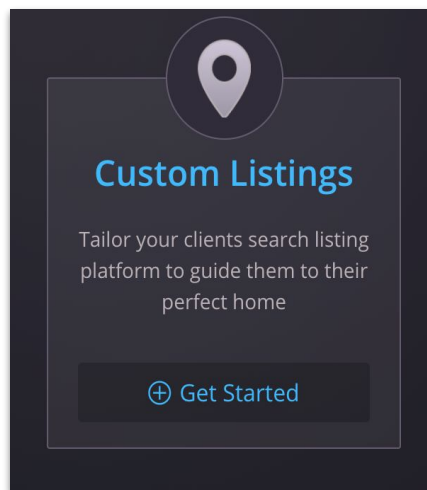 Custom Listings
Tailor your clients search listing
platform to guide them to their
perfect home
Get Started